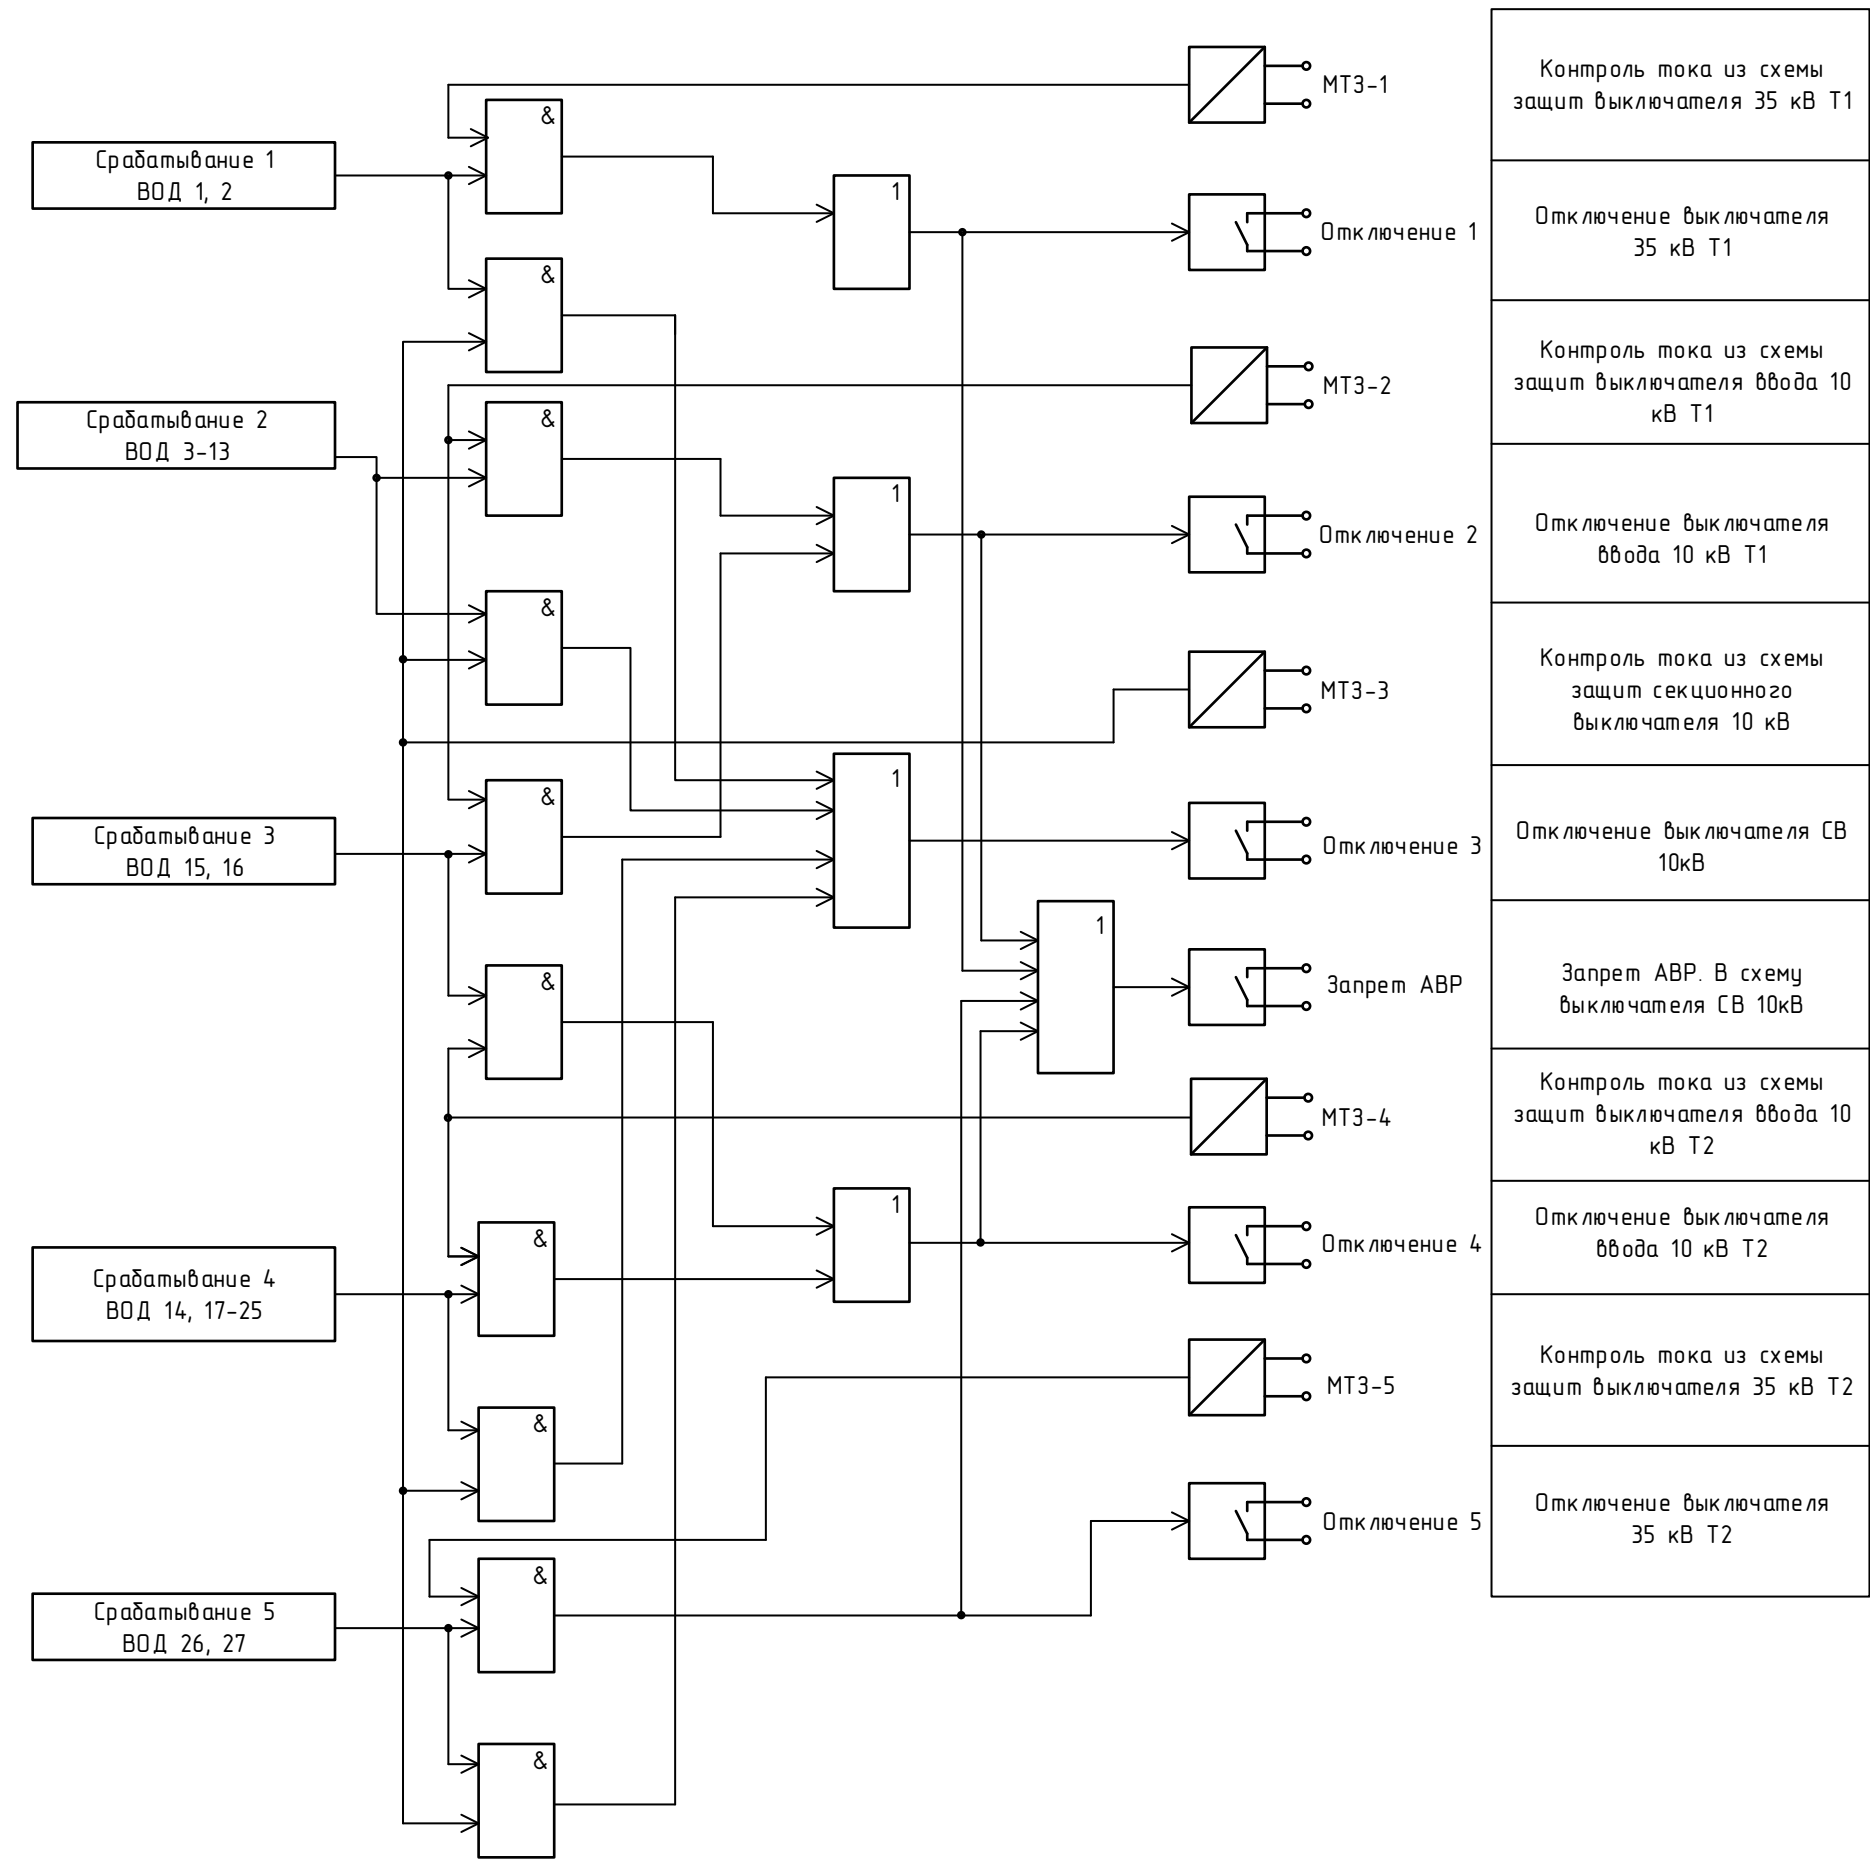 &
МТЗ-1
Контроль тока из схемы
защит выключателя 35 кВ Т1
Срабатывание 1
ВОД 1, 2
1
Отключение 1
Отключение выключателя
35 кВ Т1
&
МТЗ-2
Контроль тока из схемы
защит выключателя ввода 10
кВ Т1
Срабатывание 2
ВОД 3-13
&
1
Отключение 2
Отключение выключателя
ввода 10 кВ Т1
&
МТЗ-3
Контроль тока из схемы
защит секционного
выключателя 10 кВ
Срабатывание 3
ВОД 15, 16
&
1
Отключение 3
Отключение выключателя СВ
10кВ
&
1
Запрет АВР
Запрет АВР. В схему
выключателя СВ 10кВ
МТЗ-4
Контроль тока из схемы
защит выключателя ввода 10
кВ Т2
Срабатывание 4
ВОД 14, 17-25
&
1
Отключение 4
Отключение выключателя
ввода 10 кВ Т2
&
МТЗ-5
Контроль тока из схемы
защит выключателя 35 кВ Т2
&
Отключение 5
Отключение выключателя
35 кВ Т2
Срабатывание 5
ВОД 26, 27
&